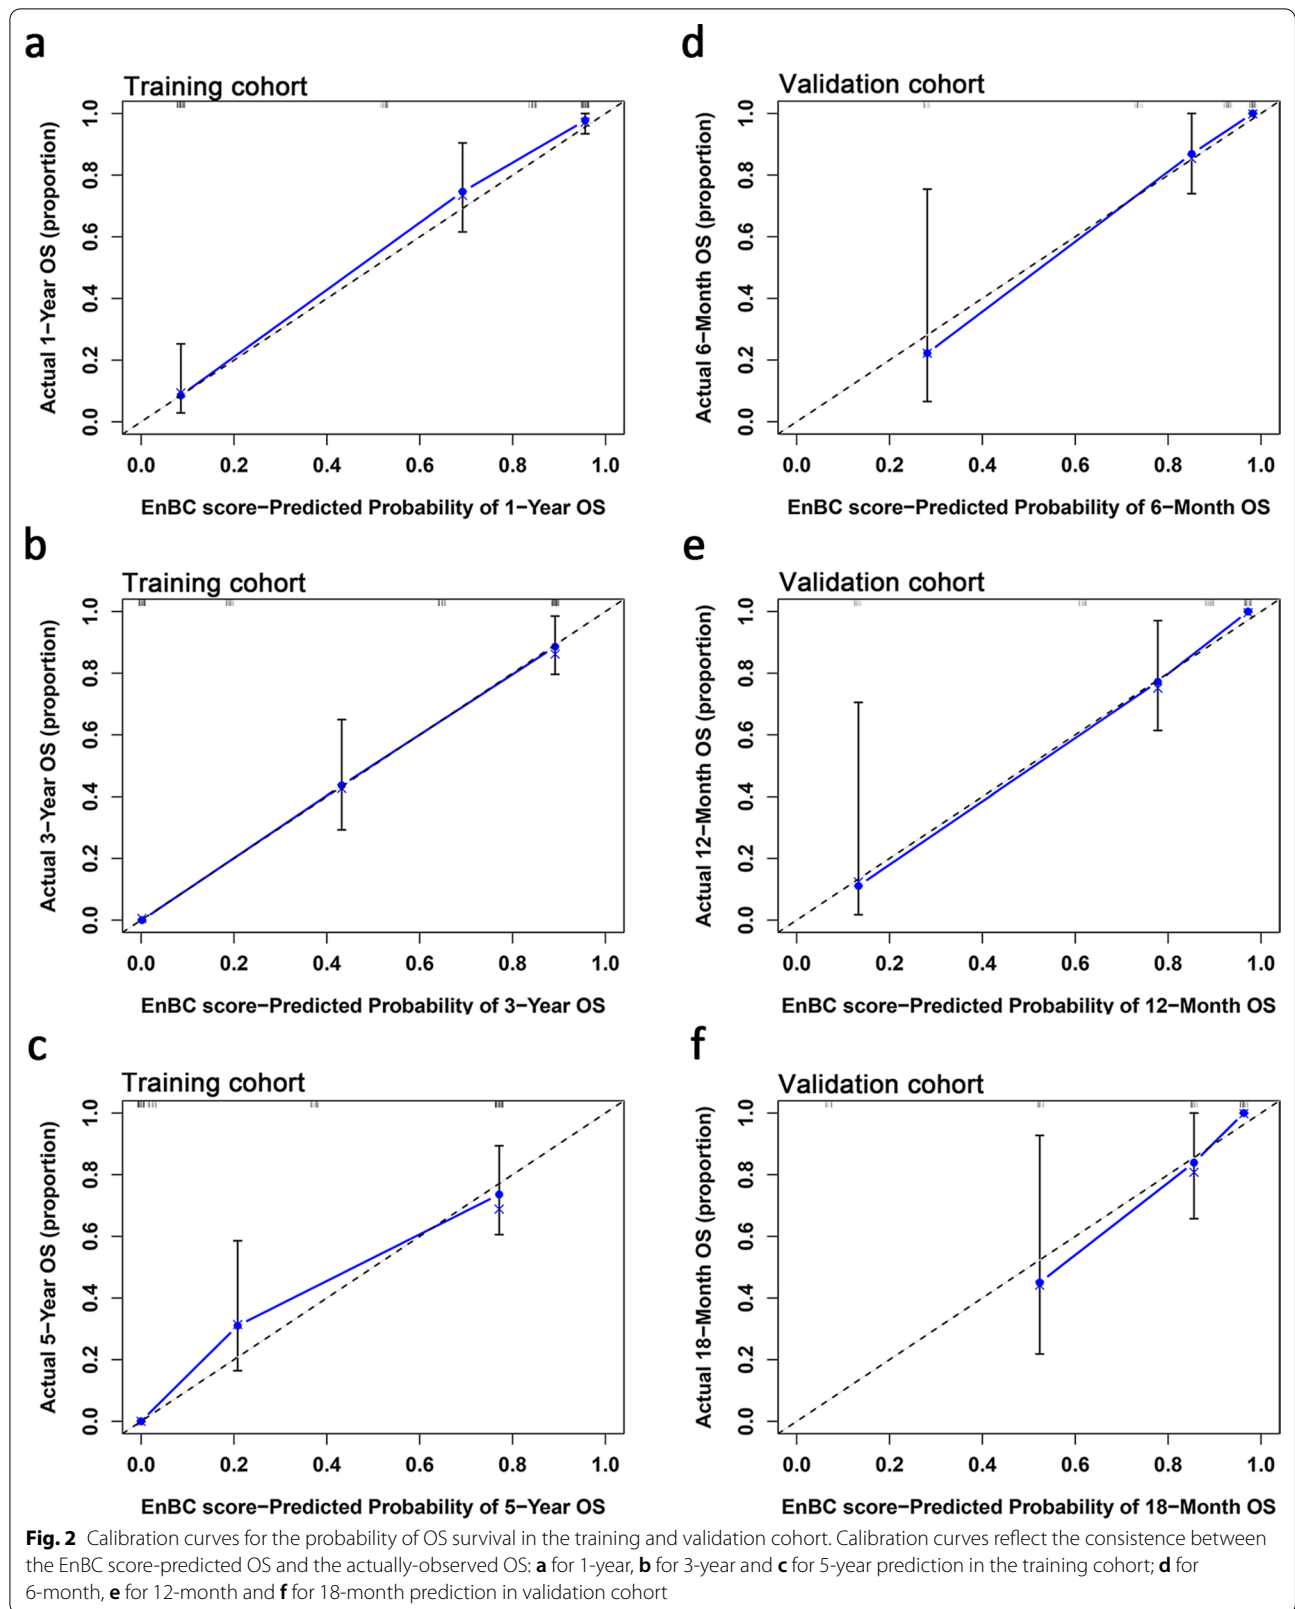 a
Training cohort
Actual 1−Year OS (proportion)
0.0 0.2 0.4 0.6 0.8 1.0
0.0 0.2 0.4 0.6 0.8 1.0
EnBC score−Predicted Probability of 1−Year OS
d
Validation cohort
Actual 6−Month OS (proportion)
0.0 0.2 0.4 0.6 0.8 1.0
0.0 0.2 0.4 0.6 0.8 1.0
EnBC score−Predicted Probability of 6−Month OS
b
Training cohort
Actual 3−Year OS (proportion)
0.0 0.2 0.4 0.6 0.8 1.0
0.0 0.2 0.4 0.6 0.8 1.0
EnBC score−Predicted Probability of 3−Year OS
e
Validation cohort
Actual 12−Month OS (proportion)
0.0 0.2 0.4 0.6 0.8 1.0
0.0 0.2 0.4 0.6 0.8 1.0
EnBC score−Predicted Probability of 12−Month OS
c
Training cohort
Actual 5−Year OS (proportion)
0.0 0.2 0.4 0.6 0.8 1.0
0.0 0.2 0.4 0.6 0.8 1.0
EnBC score−Predicted Probability of 5−Year OS
f
Validation cohort
Actual 18−Month OS (proportion)
0.0 0.2 0.4 0.6 0.8 1.0
0.0 0.2 0.4 0.6 0.8 1.0
EnBC score−Predicted Probability of 18−Month OS
Fig. 2 Calibration curves for the probability of OS survival in the training and validation cohort. Calibration curves reflect the consistence between
the EnBC score-predicted OS and the actually-observed OS: a for 1-year, b for 3-year and c for 5-year prediction in the training cohort; d for
6-month, e for 12-month and f for 18-month prediction in validation cohort